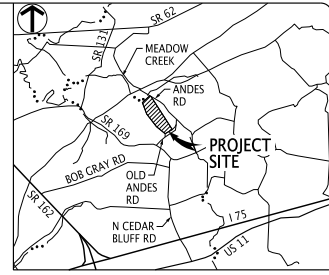 SR 62
SR 131
MEADOW
CREEK
ANDES
RD
SR 169
PROJECT
SITE
BOB GRAY RD
OLD
ANDES
RD
SR 162
N CEDAR
BLUFF RD
I 75
US 11